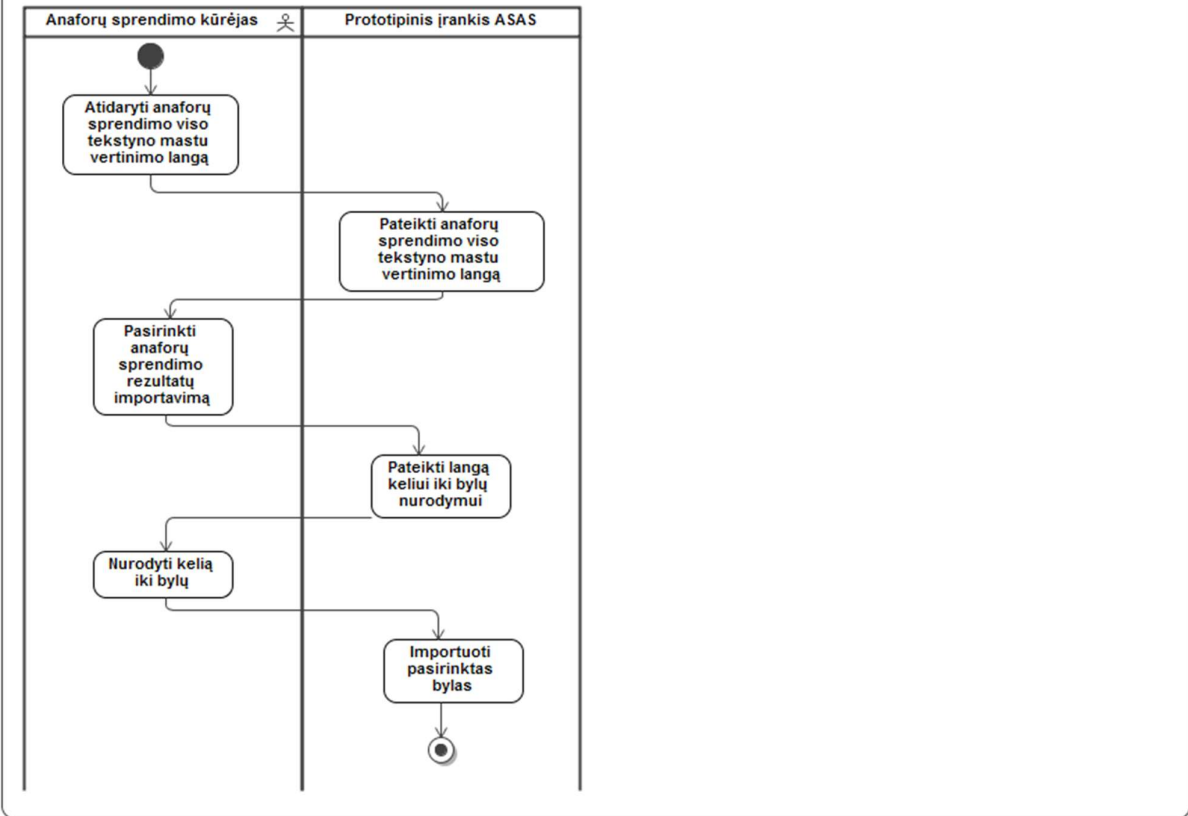 Anaforų sprendimo kūrėjas
Prototipinis įrankis ASAS
Atidaryti anaforų
sprendimo viso
tekstyno mastu
vertinimo langą
Pateikti anaforų
sprendimo viso
tekstyno mastu
vertinimo langą
Pasirinkti
anaforų
sprendimo
rezultatų
importavimą
Pateikti langą
keliui iki bylų
nurodymui
Nurodyti kelią
iki bylų
Importuoti
pasirinktas
bylas